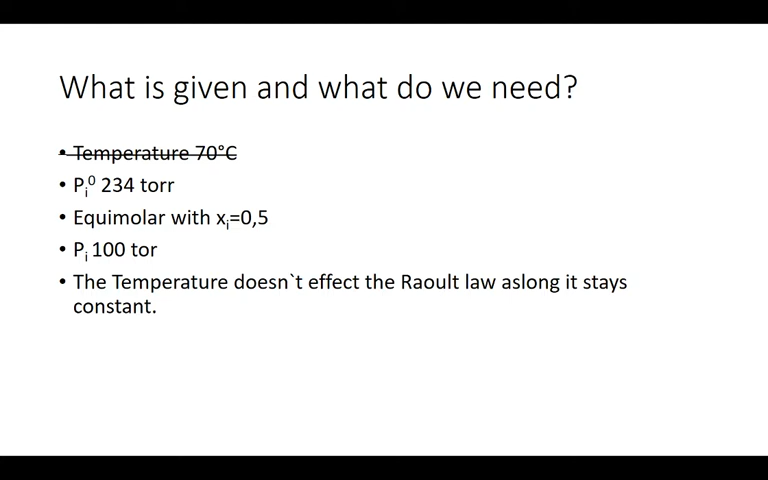 What is given and what do we need?
• Temperature 70°C
• Pi0 234 torr
• Equimolar with xi=0,5
• Pi 100 tor
• The Temperature doesn`t effect the Raoult law aslong it stays
constant.